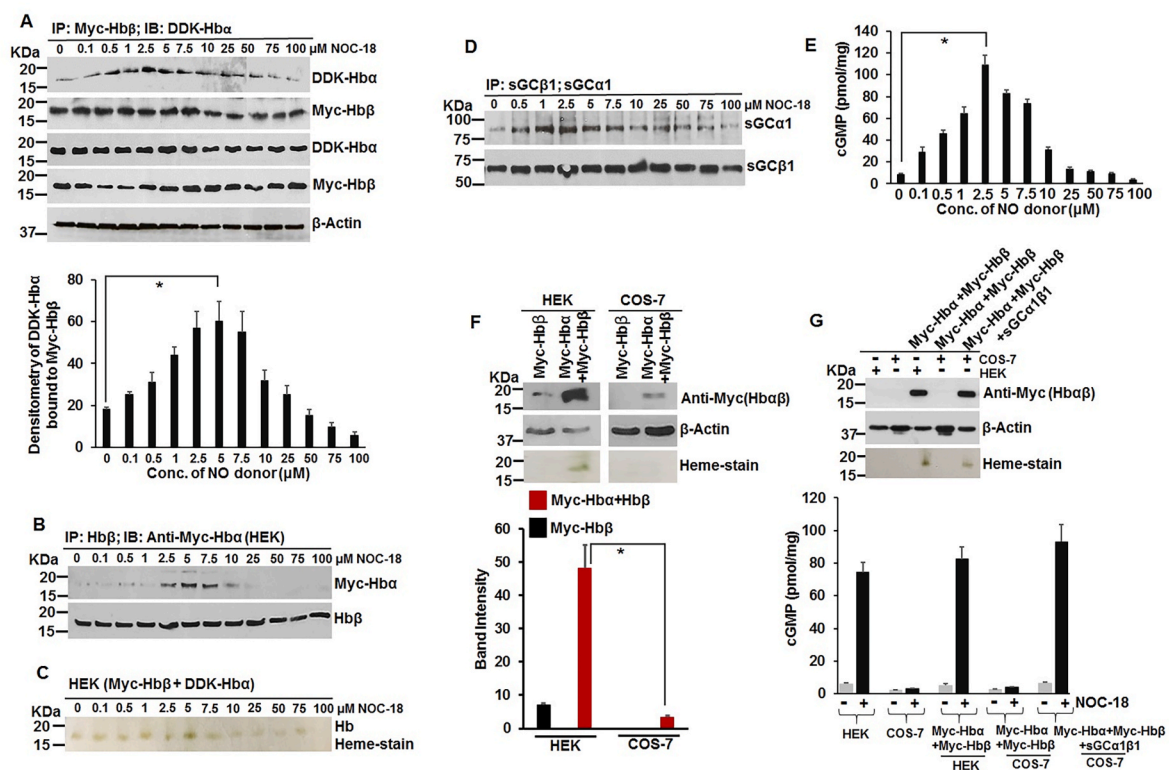 A
IP: Myc-Hbβ; IB: DDK-Hbα
KDa
0 0.1 0.5 1 2.5 5 7.5 10 25 50 75 100 µM NOC-18
20
15
DDK-Hbα
20
15
Myc-Hbβ
20
15
DDK-Hbα
20
15
Myc-Hbβ
37
β-Actin
Densitometry of DDK-Hbα
bound to Myc-Hbβ
80
60
40
20
0
*
0 0.1 0.5 1 2.5 5 7.5 10 25 50 75 100
Conc. of NO donor (µM)
B
IP: Hbβ; IB: Anti-Myc-Hbα (HEK)
KDa
0 0.1 0.5 1 2.5 5 7.5 10 25 50 75 100 µM NOC-18
20
15
Myc-Hbα
20
15
Hbβ
C
HEK (Myc-Hbβ + DDK-Hbα)
KDa
0 0.1 0.5 1 2.5 5 7.5 10 25 50 75 100 µM NOC-18
20
15
Hb
Heme-stain
D
IP: sGCβ1; sGCα1
KDa
0 0.5 1 2.5 5 7.5 10 25 50 75 100 µM NOC-18
100
75
sGCα1
75
50
sGCβ1
E
cGMP (pmol/mg)
140
120
100
80
60
40
20
0
*
0 0.1 0.5 1 2.5 5 7.5 10 25 50 75 100
Conc. of NO donor (µM)
F
HEK COS-7
Myc-Hbβ
Myc-Hbα
+Myc-Hbβ
Myc-Hbβ
Myc-Hbα
+Myc-Hbβ
KDa
20
15
Anti-Myc (Hbαβ)
37
β-Actin
20
15
Heme-stain
Myc-Hbα+Hbβ
Myc-Hbβ
Band Intensity
60
50
40
30
20
10
0
*
HEK COS-7
G
Myc-Hbα +Myc-Hbβ
Myc-Hbα +Myc-Hbβ
Myc-Hbα +Myc-Hbβ
+sGCα1β1
- + - + + COS-7
+ - + - - HEK
KDa
20
15
Anti-Myc (Hbαβ)
37
β-Actin
20
15
Heme-stain
cGMP (pmol/mg)
120
100
80
60
40
20
0
- + - + - + - + - + NOC-18
HEK
COS-7
Myc-Hbα
+Myc-Hbβ
HEK
Myc-Hbα
+Myc-Hbβ
COS-7
Myc-Hbα+Myc-Hbβ
+sGCα1β1
COS-7